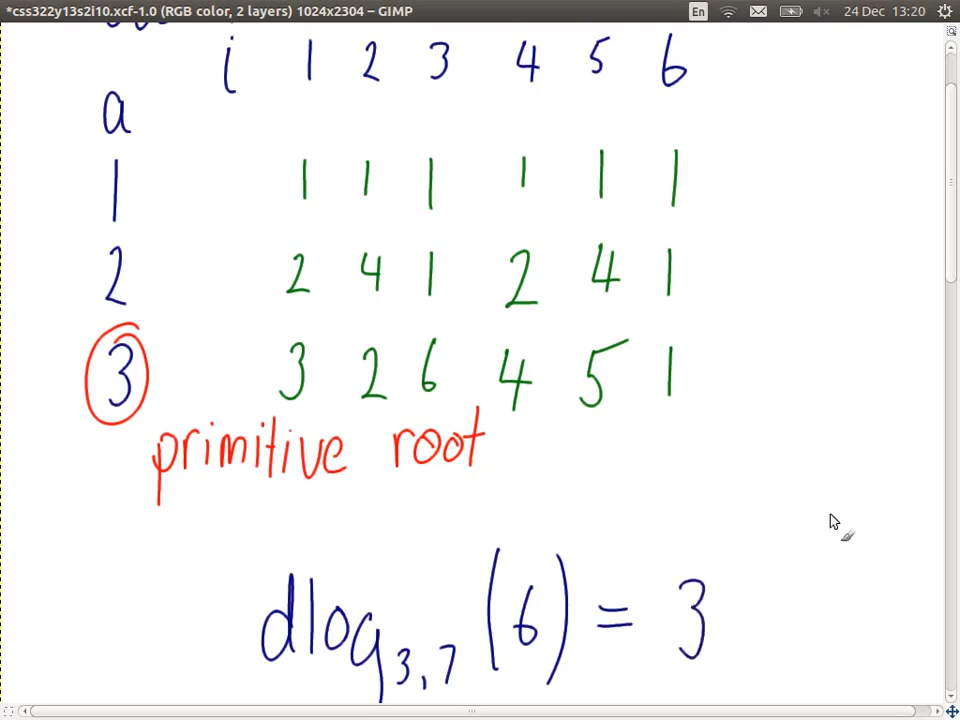 *css322y13s2i10.xcf-1.0 (RGB color, 2 layers) 1024x2304 – GIMP En 24 Dec 13:20
i 1 2 3 4 5 6
a
1 1 1 1 1 1 1
2 2 4 1 2 4 1
3 3 2 6 4 5 1
primitive root
dlog3,7 (6) = 3